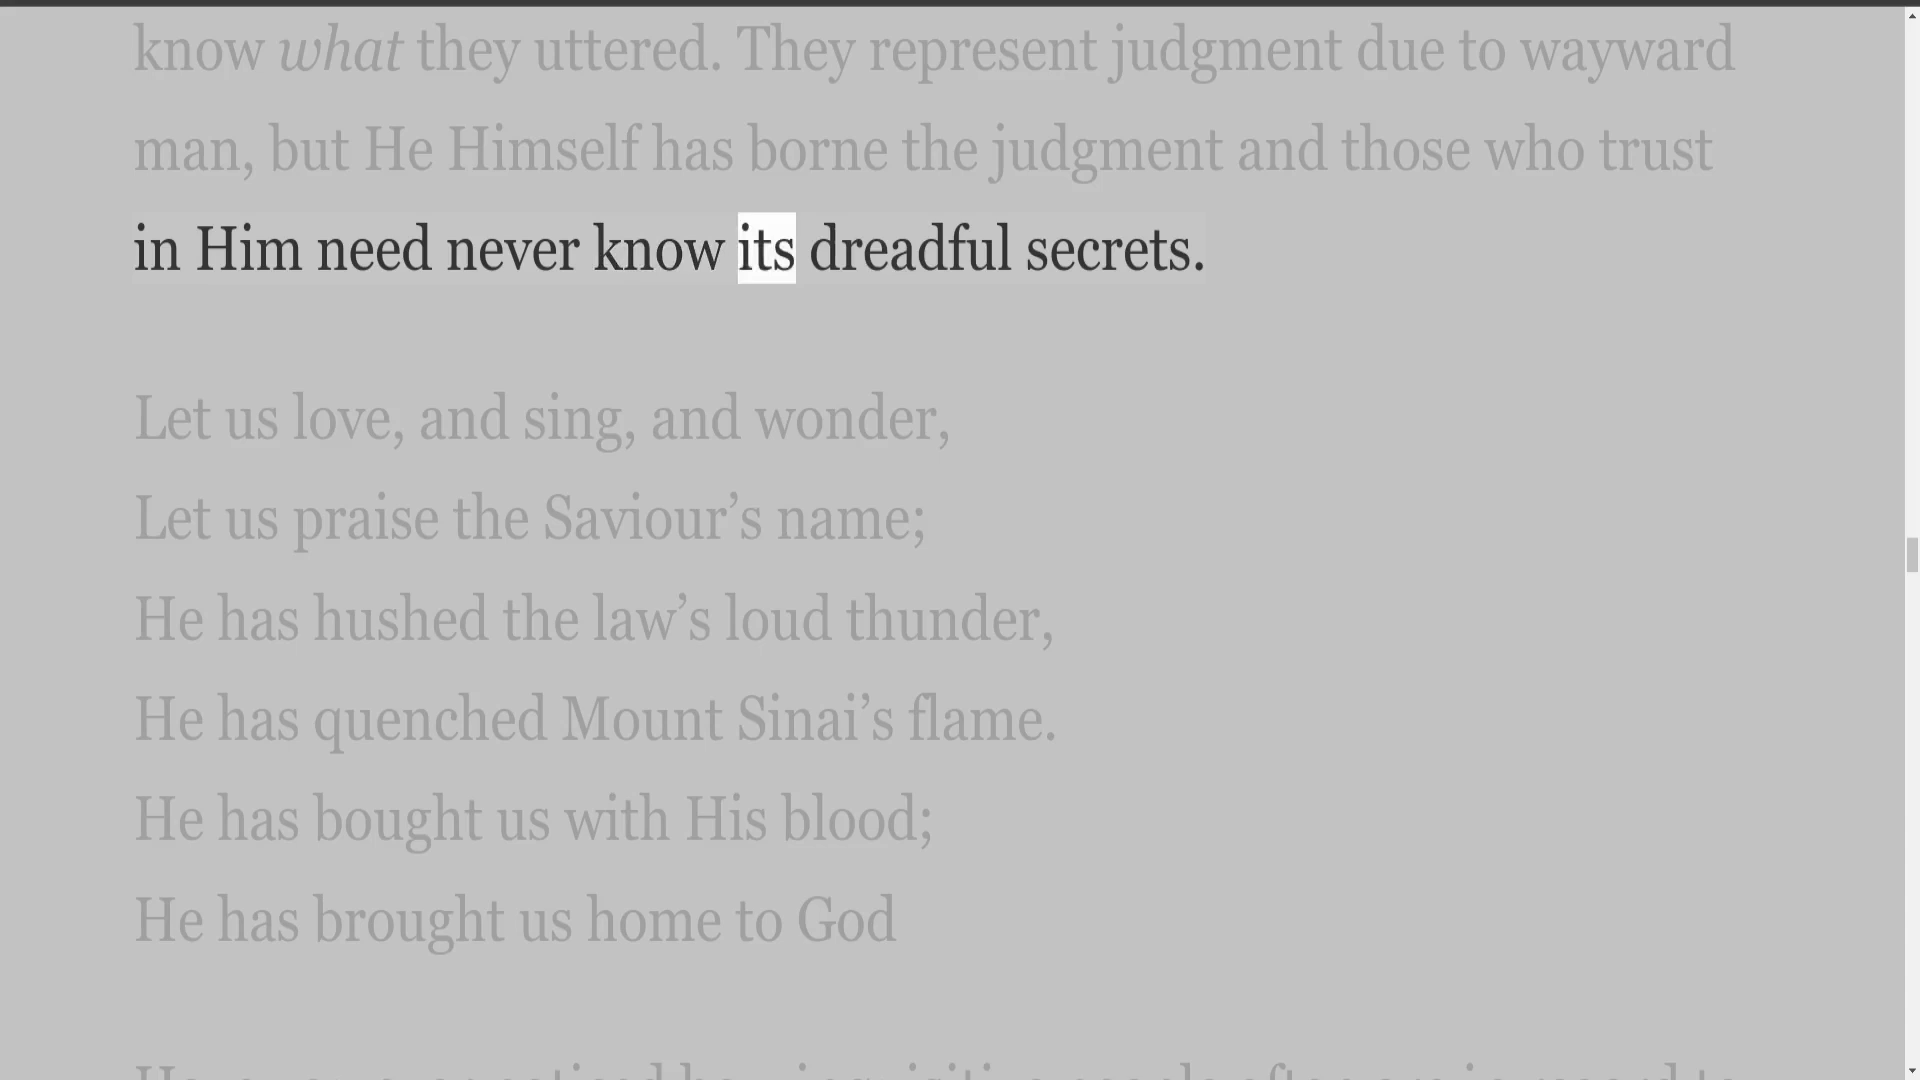 know what they uttered. They represent judgment due to wayward
man, but He Himself has borne the judgment and those who trust
in Him need never know its dreadful secrets.
Let us love, and sing, and wonder,
Let us praise the Saviour’s name;
He has hushed the law’s loud thunder,
He has quenched Mount Sinai’s flame.
He has bought us with His blood;
He has brought us home to God